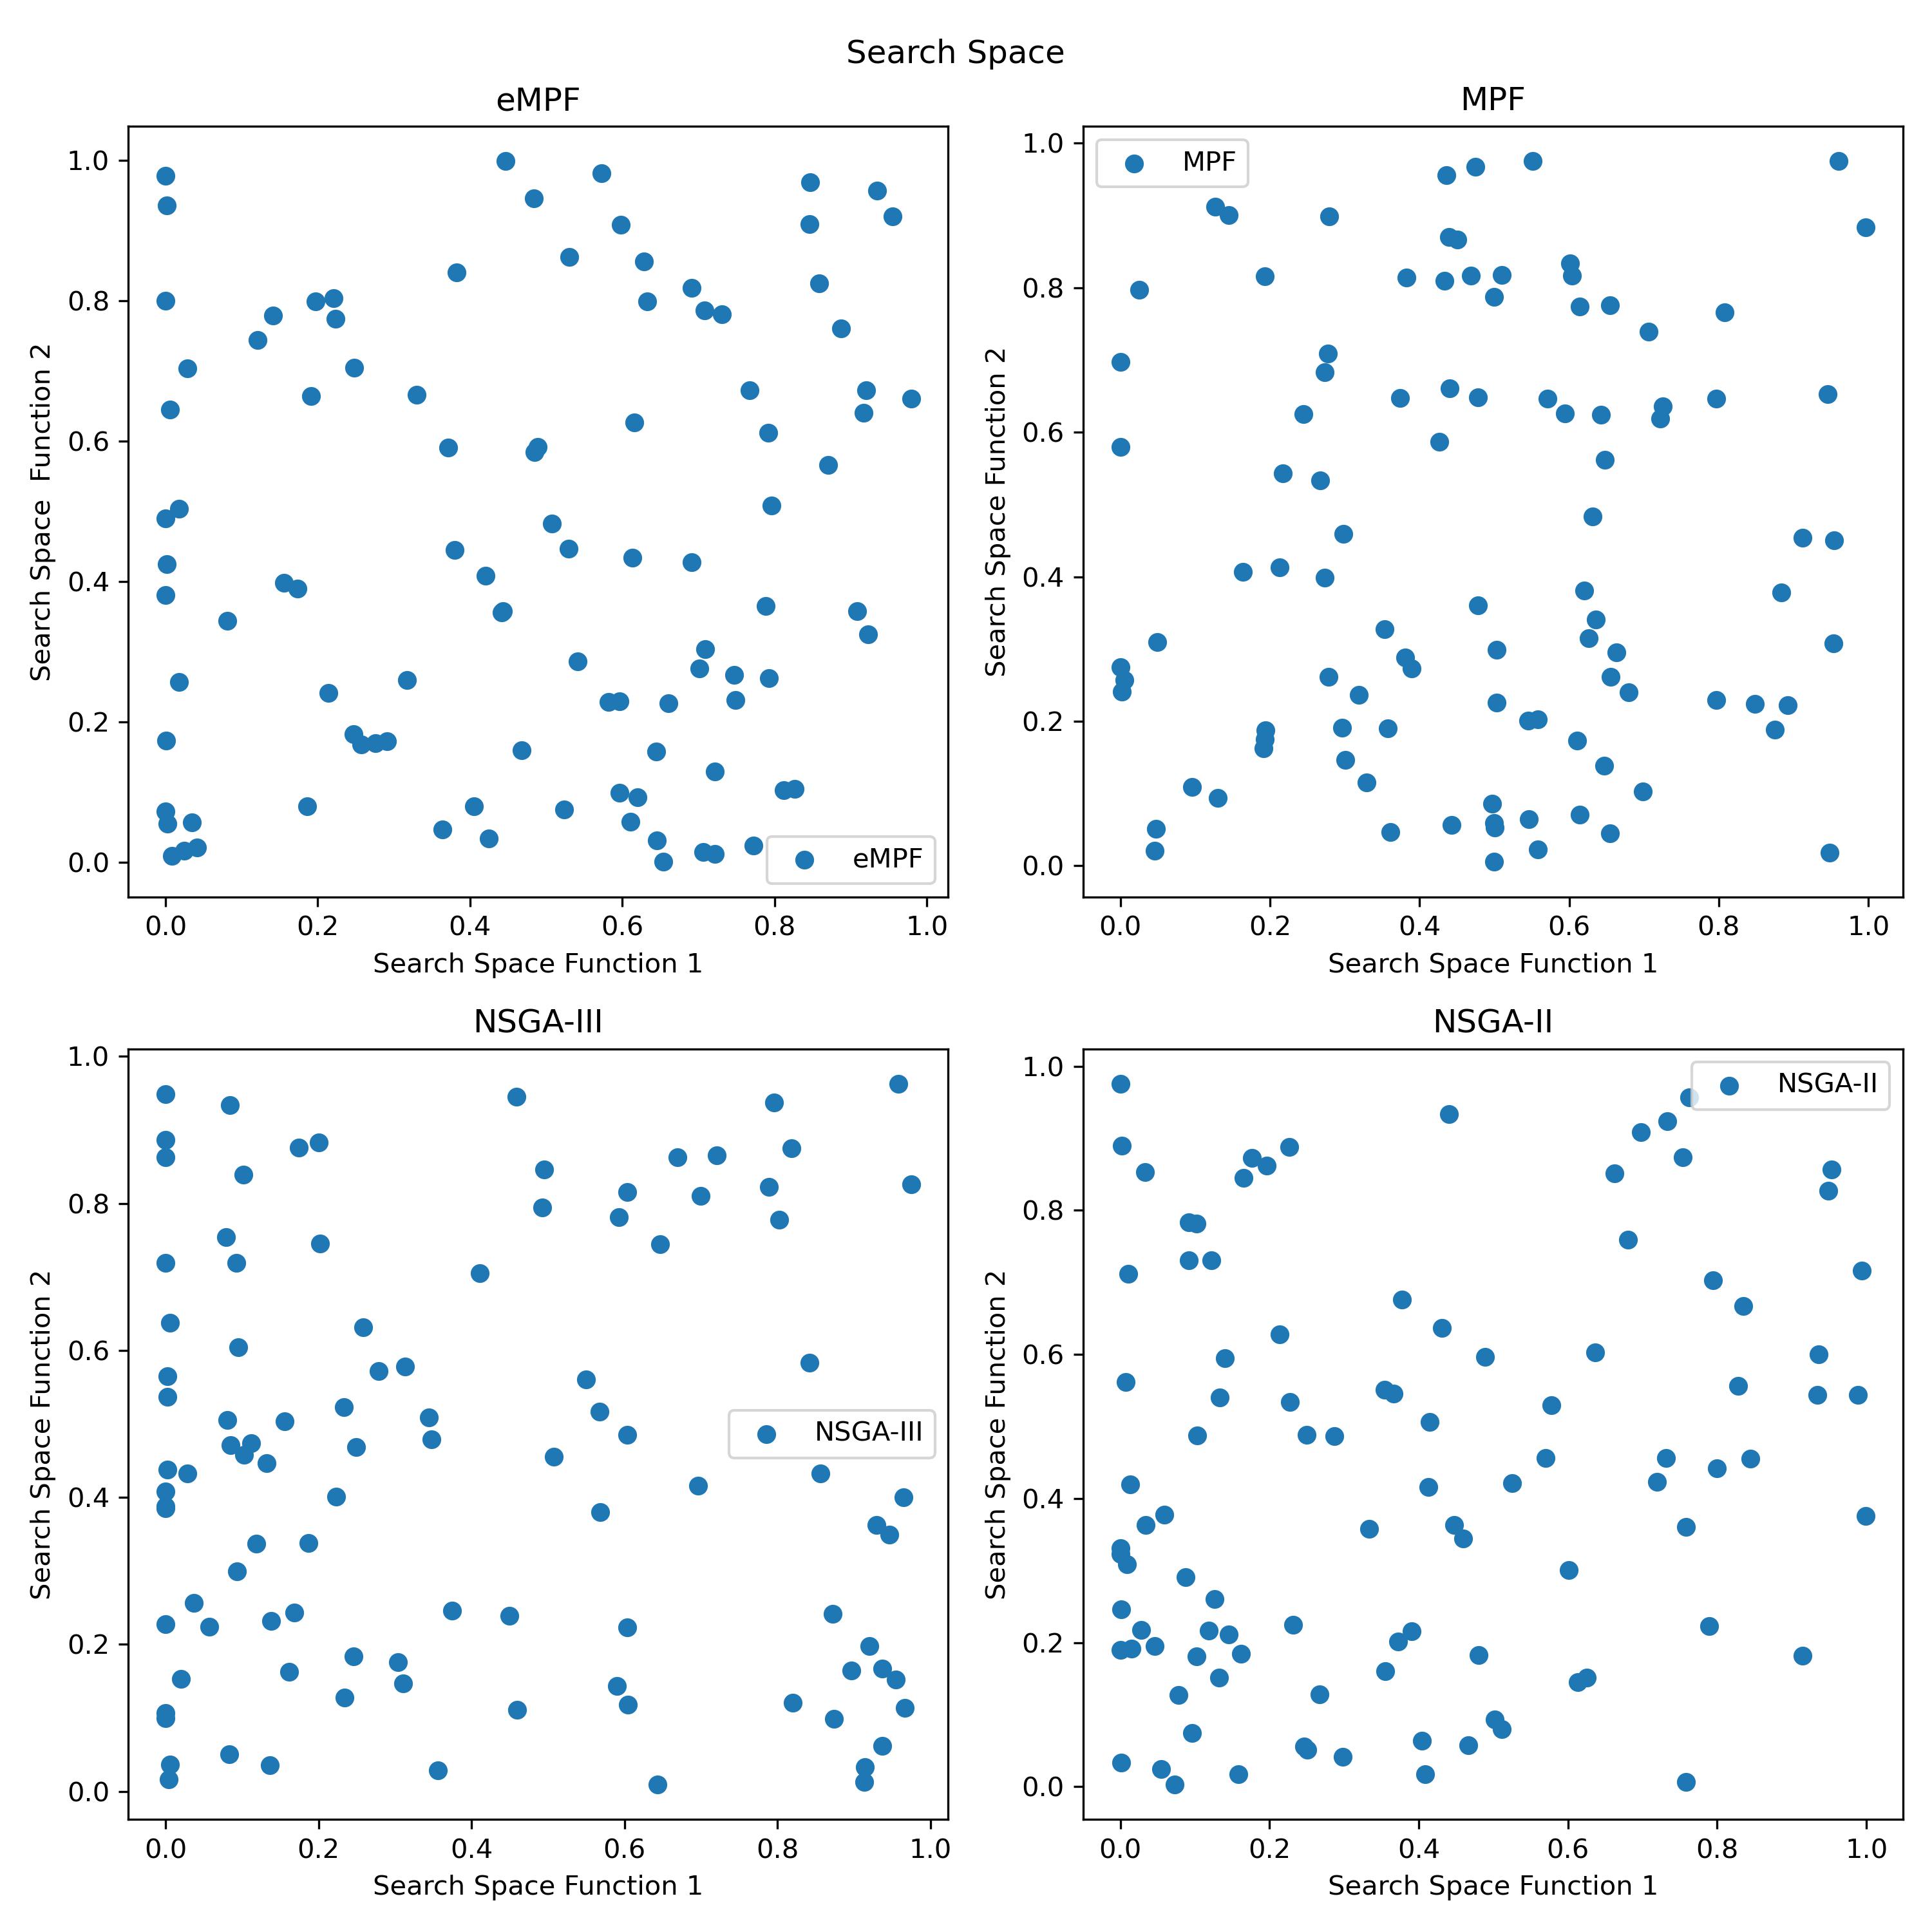 Search Space
eMPF
Search Space  Function 2
1.0
0.8
0.6
0.4
0.2
0.0
eMPF
0.0 0.2 0.4 0.6 0.8 1.0
Search Space Function 1
MPF
Search Space Function 2
1.0
0.8
0.6
0.4
0.2
0.0
MPF
0.0 0.2 0.4 0.6 0.8 1.0
Search Space Function 1
NSGA-III
Search Space Function 2
1.0
0.8
0.6
0.4
0.2
0.0
NSGA-III
0.0 0.2 0.4 0.6 0.8 1.0
Search Space Function 1
NSGA-II
Search Space Function 2
1.0
0.8
0.6
0.4
0.2
0.0
NSGA-II
0.0 0.2 0.4 0.6 0.8 1.0
Search Space Function 1